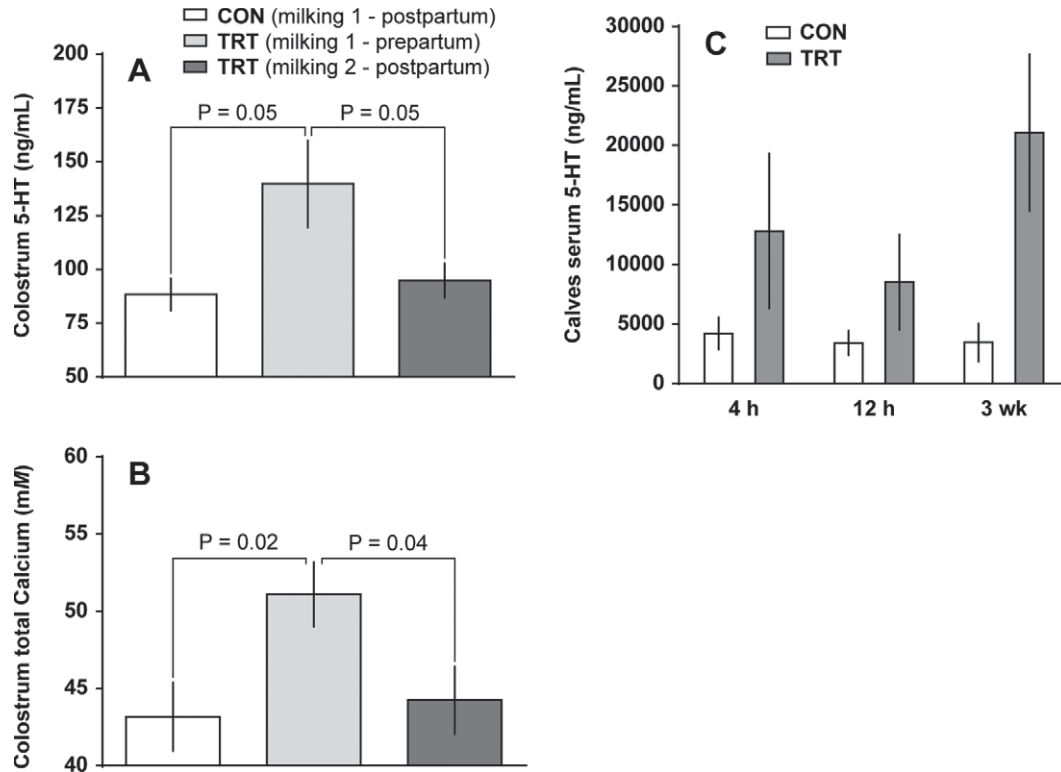 CON (milking 1 - postpartum)
TRT (milking 1 - prepartum)
TRT (milking 2 - postpartum)
A
Colostrum 5-HT (ng/mL)
200
175
150
125
100
75
50
P = 0.05
P = 0.05
B
Colostrum total Calcium (mM)
60
55
50
45
40
P = 0.02
P = 0.04
C
CON
TRT
Calves serum 5-HT (ng/mL)
30000
25000
20000
15000
10000
5000
0
4 h
12 h
3 wk